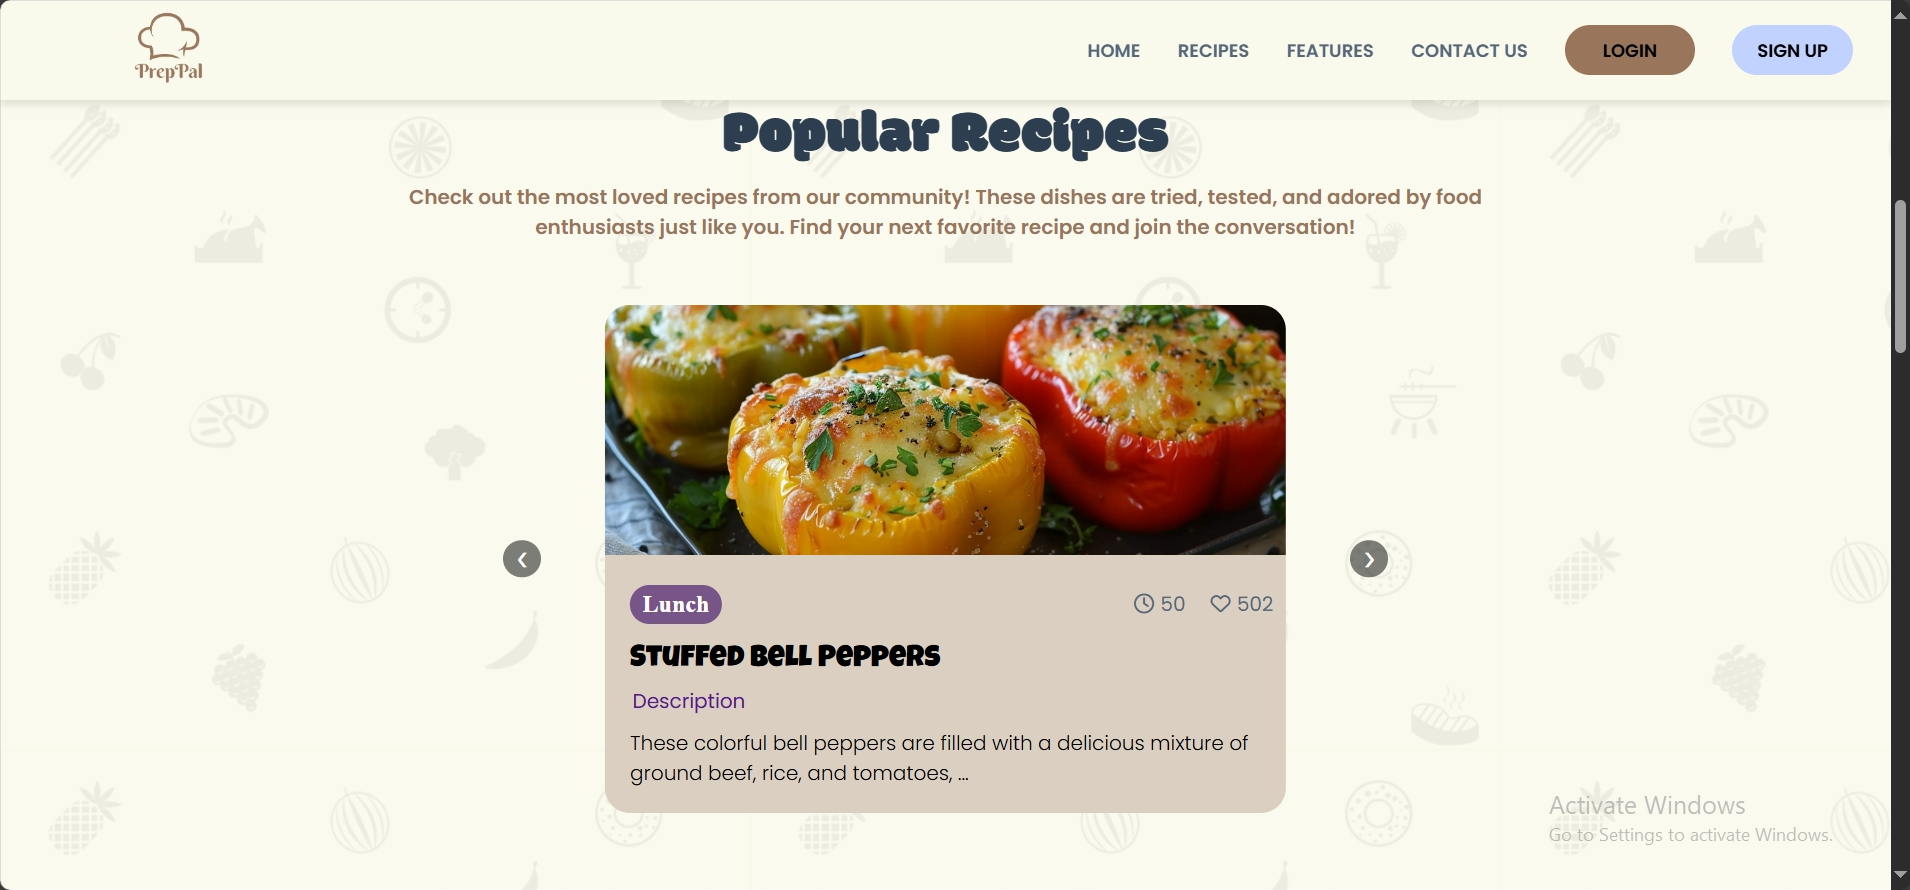 PrepPal
HOME RECIPES FEATURES CONTACT US LOGIN SIGN UP
Popular Recipes
Check out the most loved recipes from our community! These dishes are tried, tested, and adored by food
enthusiasts just like you. Find your next favorite recipe and join the conversation!
Lunch 50 502
Stuffed Bell Peppers
Description
These colorful bell peppers are filled with a delicious mixture of
ground beef, rice, and tomatoes, ...
Activate Windows
Go to Settings to activate Windows.